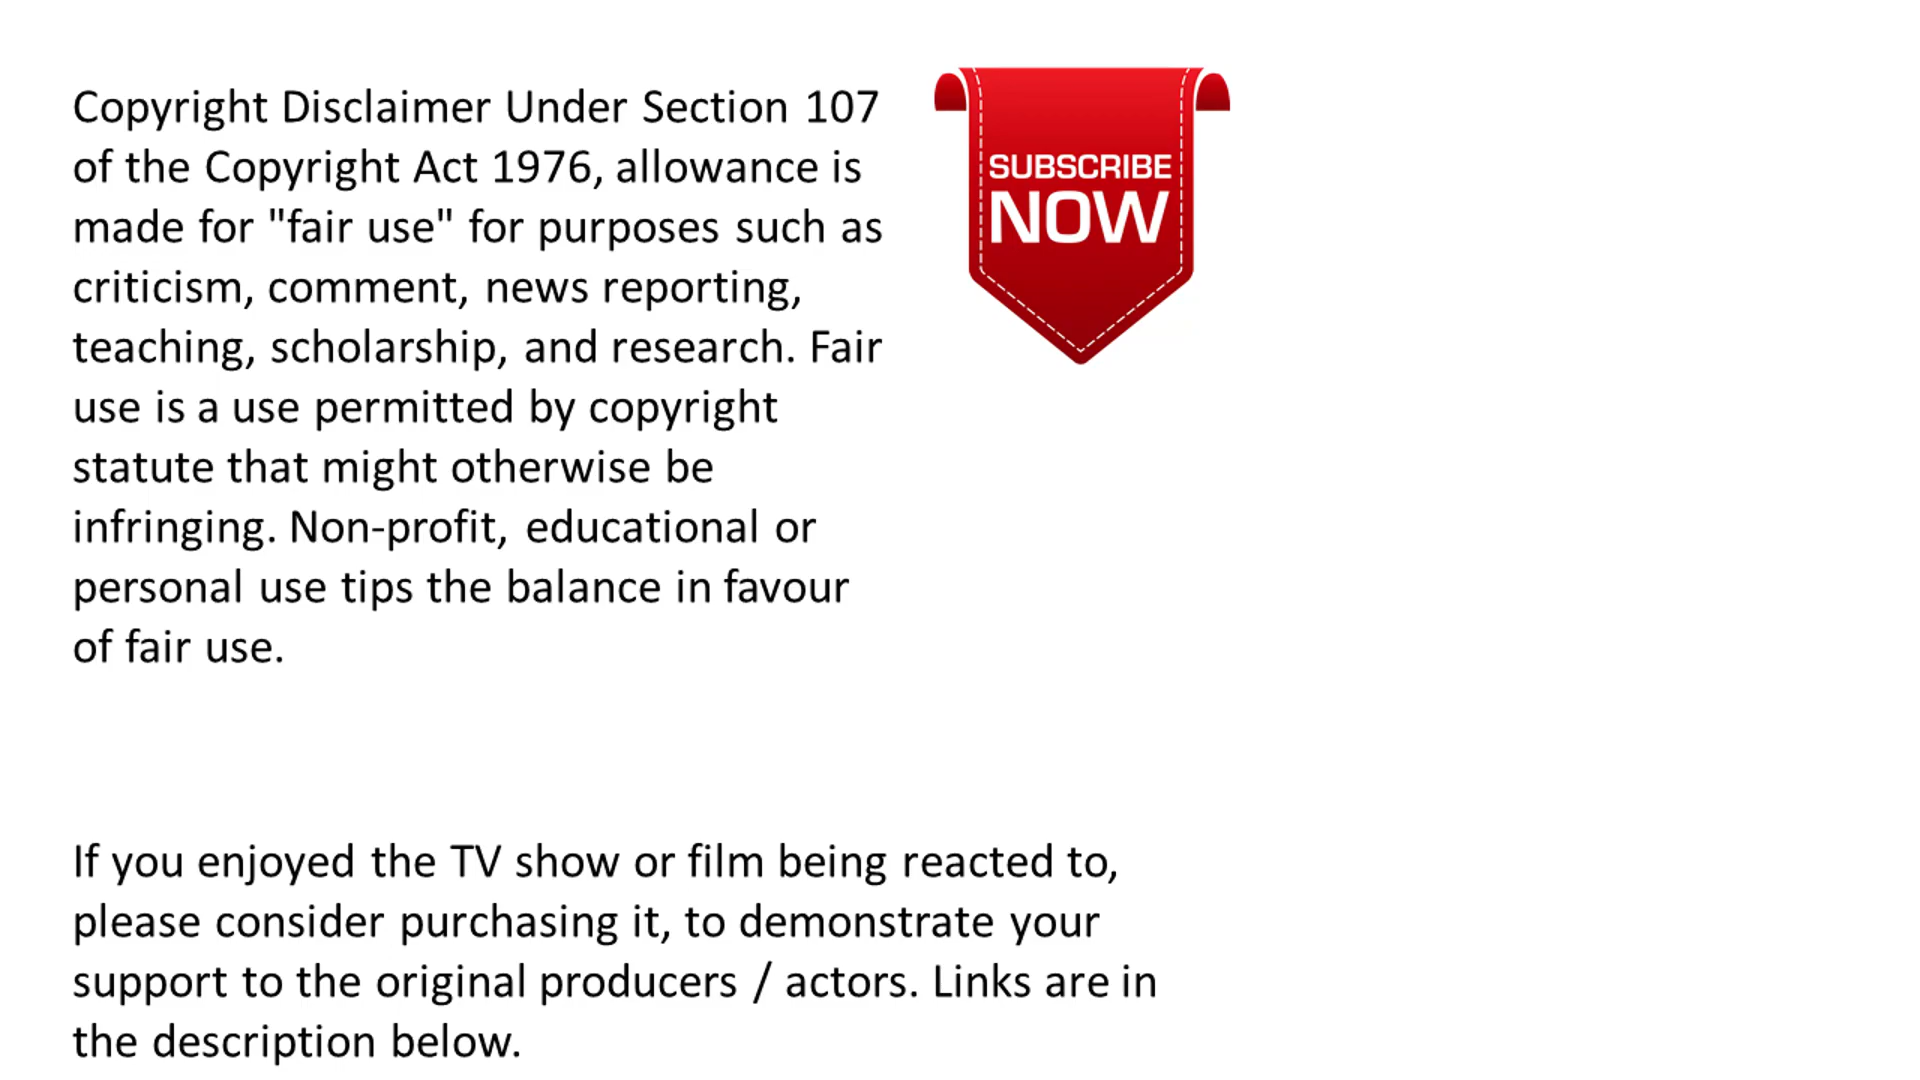 Copyright Disclaimer Under Section 107
of the Copyright Act 1976, allowance is
made for "fair use" for purposes such as
criticism, comment, news reporting,
teaching, scholarship, and research. Fair
use is a use permitted by copyright
statute that might otherwise be
infringing. Non-profit, educational or
personal use tips the balance in favour
of fair use.
SUBSCRIBE
NOW
If you enjoyed the TV show or film being reacted to,
please consider purchasing it, to demonstrate your
support to the original producers / actors. Links are in
the description below.